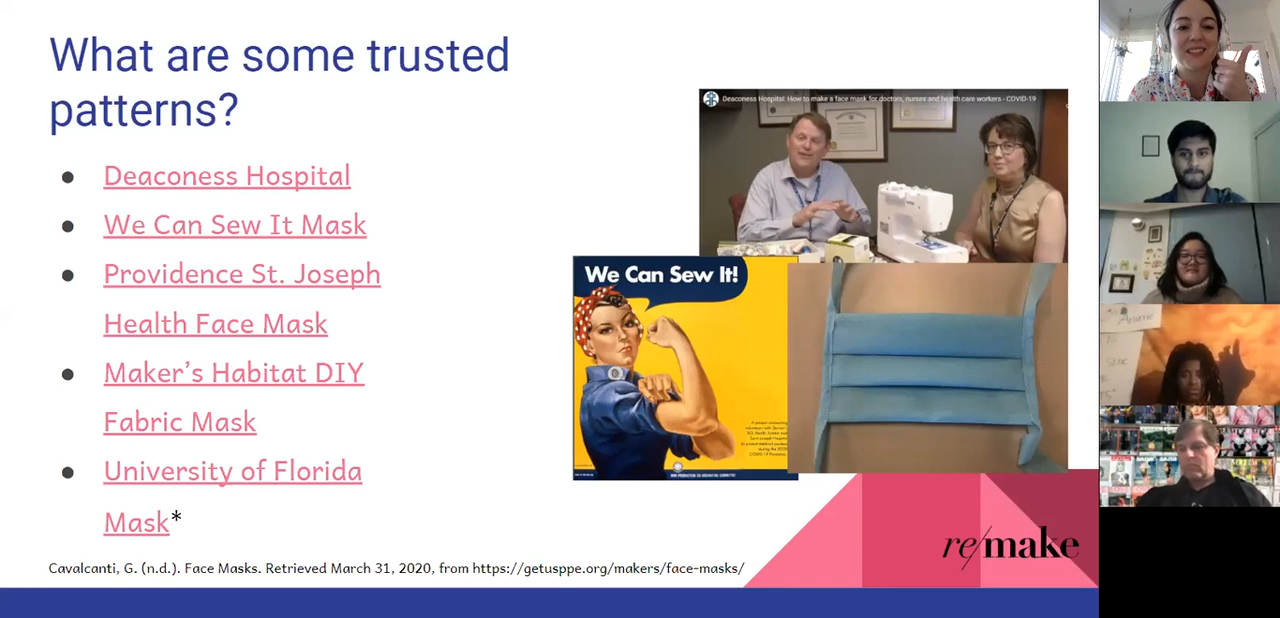 What are some trusted
patterns?
Deaconess Hospital
We Can Sew It Mask
Providence St. Joseph
Health Face Mask
Maker's Habitat DIY
Fabric Mask
University of Florida
Mask*
Cavalcanti, G. (n.d.). Face Masks. Retrieved March 31, 2020, from https://getusppe.org/makers/face-masks/
Deaconess Hospital: How to make a face mask for doctors, nurses and health care workers - COVID-19
We Can Sew It!
re/make